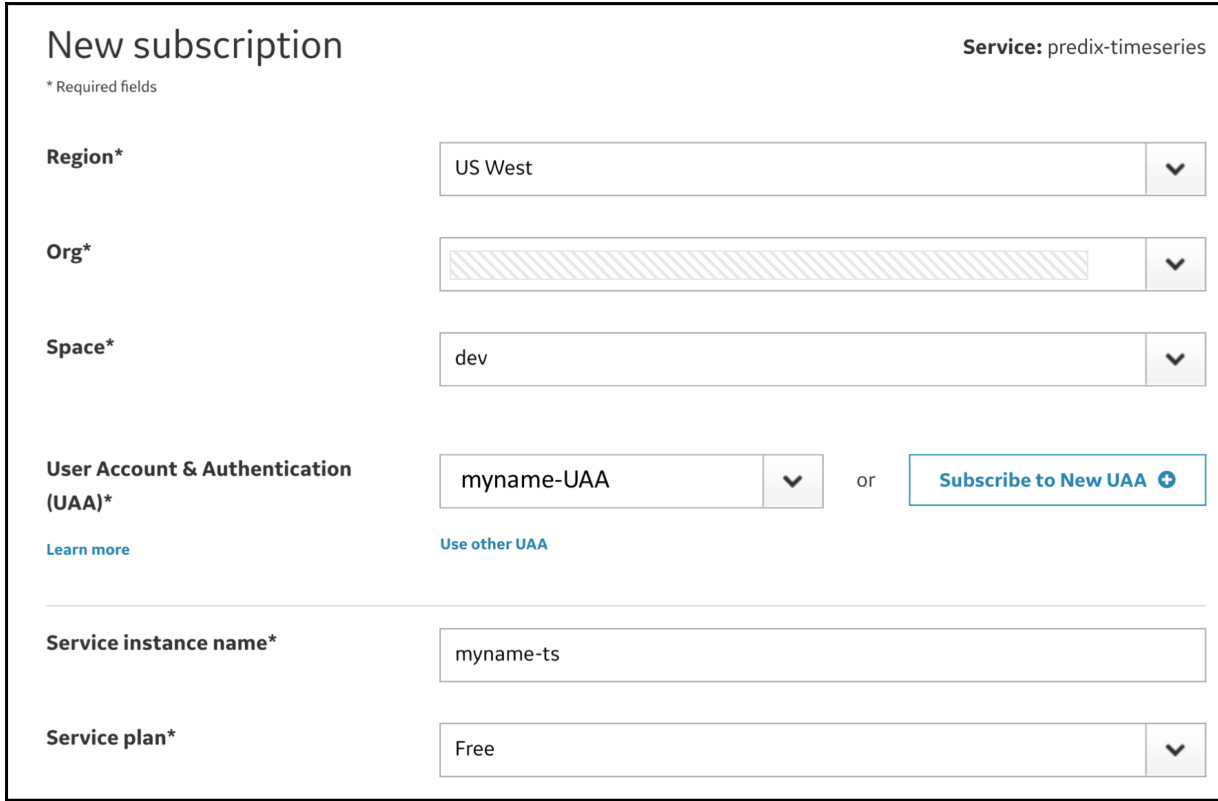 New subscription
Service: predix-timeseries
* Required fields
Region*
US West
Org*
Space*
dev
User Account & Authentication
(UAA)*
myname-UAA
or
Subscribe to New UAA
Learn more
Use other UAA
Service instance name*
myname-ts
Service plan*
Free